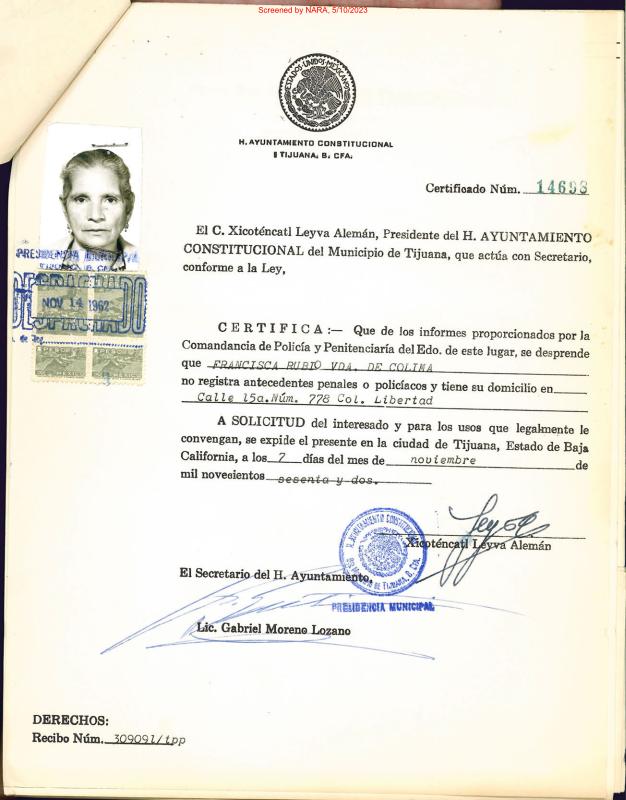 Screened by NARA, 5/10/2023
ESTADOS UNIDOS MEXICANOS
H. AYUNTAMIENTO CONSTITUCIONAL
TIJUANA, B. CFA.
Certificado Núm. 14698
El C. Xicoténcatl Leyva Alemán, Presidente del H. AYUNTAMIENTO
CONSTITUCIONAL del Municipio de Tijuana, que actúa con Secretario,
conforme a la Ley,
PRESIDENCIA MUNICIPAL
TIJUANA, B. CFA.
DESPACHADO
NOV 14 1962
DESPACHADO
CERTIFICA:— Que de los informes proporcionados por la
Comandancia de Policía y Penitenciaría del Edo. de este lugar, se desprende
que FRANCISCA RUBIO VDA. DE COLIMA
no registra antecedentes penales o policíacos y tiene su domicilio en
Calle 15a.Núm. 778 Col. Libertad
A SOLICITUD del interesado y para los usos que legalmente le
convengan, se expide el presente en la ciudad de Tijuana, Estado de Baja
California, a los 7 días del mes de noviembre de
mil novecientos sesenta y dos.
H. AYUNTAMIENTO CONSTITUCIONAL
DE TIJUANA, B. CFA.
Xicoténcatl Leyva Alemán
El Secretario del H. Ayuntamiento,
PRESIDENCIA MUNICIPAL
Lic. Gabriel Moreno Lozano
DERECHOS:
Recibo Núm. 309091/tpp